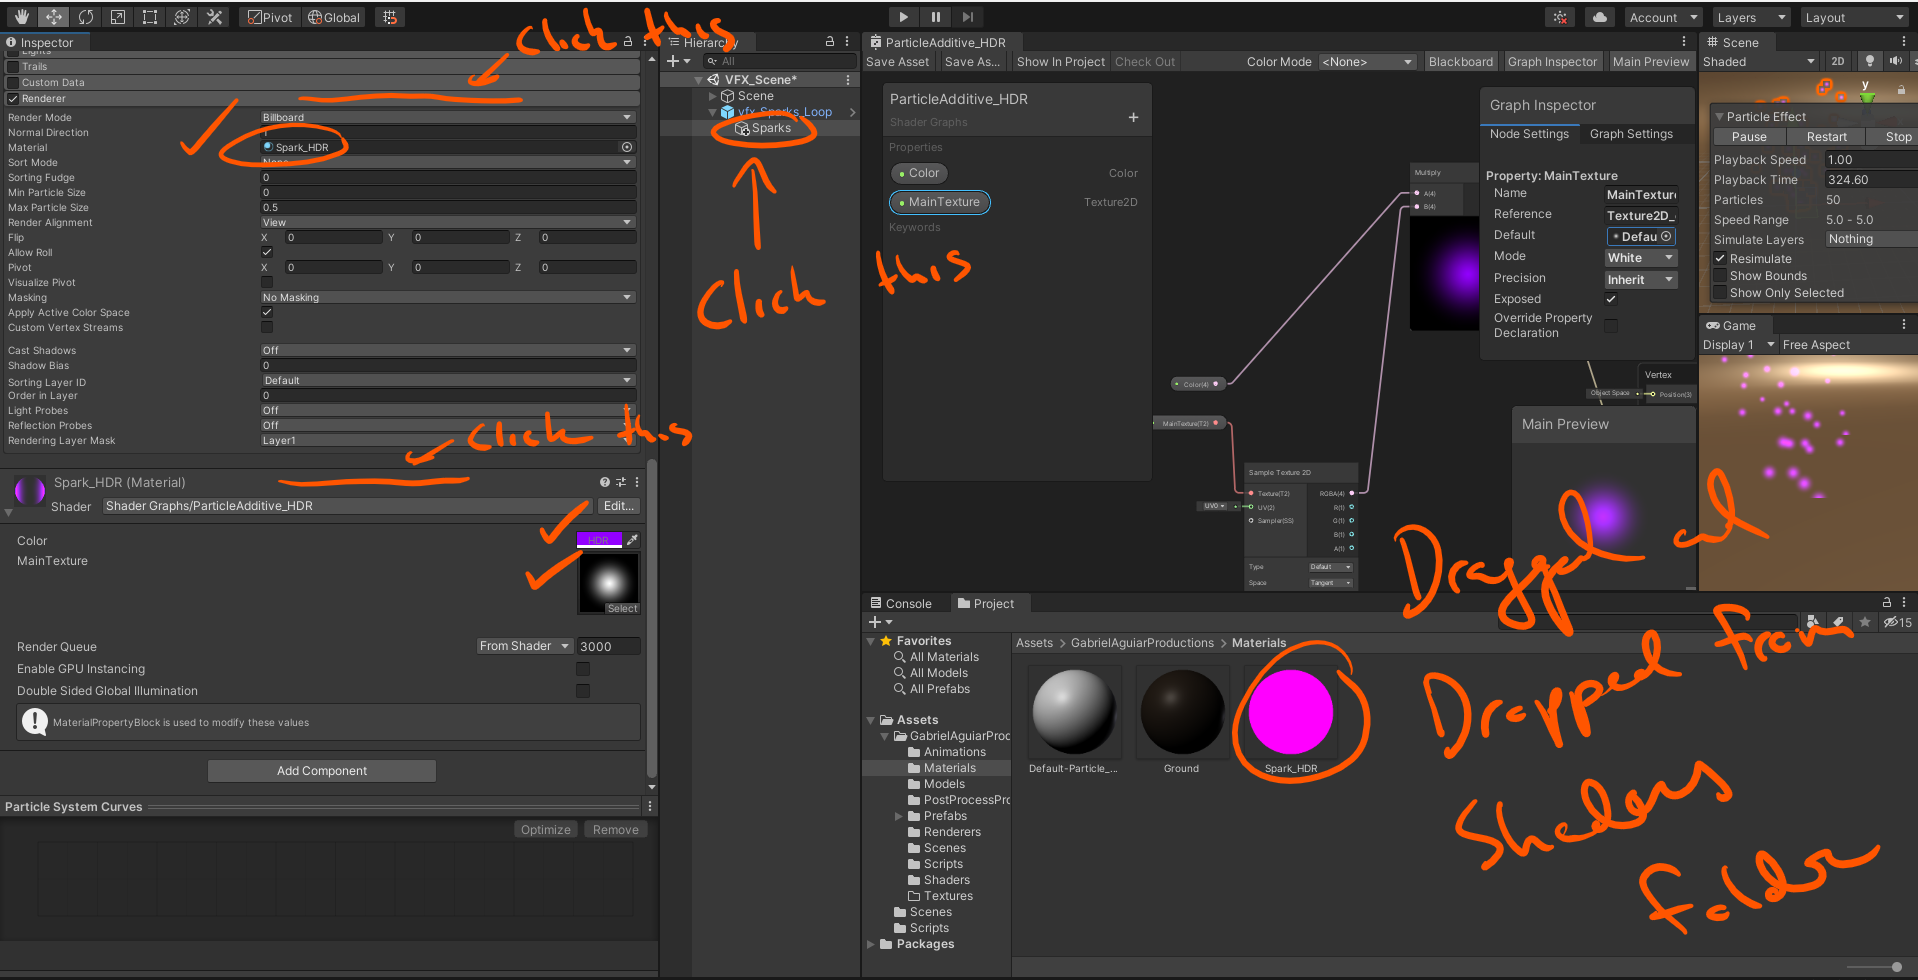 Pivot Global Account Layers Layout
Inspector
Lights
Trails
Custom Data
Renderer
Render Mode Billboard
Normal Direction 1
Material Spark_HDR
Sort Mode None
Sorting Fudge 0
Min Particle Size 0
Max Particle Size 0.5
Render Alignment View
Flip X 0 Y 0 Z 0
Allow Roll
Pivot X 0 Y 0 Z 0
Visualize Pivot
Masking No Masking
Apply Active Color Space
Custom Vertex Streams
Cast Shadows Off
Shadow Bias 0
Sorting Layer ID Default
Order in Layer 0
Light Probes Off
Reflection Probes Off
Rendering Layer Mask Layer1
Spark_HDR (Material)
Shader Shader Graphs/ParticleAdditive_HDR Edit...
Color HDR
MainTexture
Select
Render Queue From Shader 3000
Enable GPU Instancing
Double Sided Global Illumination
MaterialPropertyBlock is used to modify these values
Add Component
Particle System Curves
Optimize Remove
click this
click this
Hierarchy
All
VFX_Scene*
Scene
vfx_Sparks_Loop
Sparks
Click this
ParticleAdditive_HDR
Save Asset Save As... Show In Project Check Out Color Mode <None> Blackboard Graph Inspector Main Preview
ParticleAdditive_HDR
Shader Graphs
Properties
Color Color
MainTexture Texture2D
Keywords
Multiply
A(4)
B(4)
Color(4)
MainTexture(T2)
Sample Texture 2D
Texture(T2) RGBA(4)
UV0 UV(2) R(1)
Sampler(SS) G(1)
B(1)
A(1)
Type Default
Space Tangent
Graph Inspector
Node Settings Graph Settings
Property: MainTexture
Name MainTexture
Reference Texture2D_
Default Defau
Mode White
Precision Inherit
Exposed
Override Property
Declaration
Vertex
Object Space Position(3)
Main Preview
Scene
Shaded 2D
y
Particle Effect
Pause Restart Stop
Playback Speed 1.00
Playback Time 324.60
Particles 50
Speed Range 5.0 - 5.0
Simulate Layers Nothing
Resimulate
Show Bounds
Show Only Selected
Game
Display 1 Free Aspect
Console Project
15
Favorites
All Materials
All Models
All Prefabs
Assets
GabrielAguiarProc
Animations
Materials
Models
PostProcessPro
Prefabs
Renderers
Scenes
Scripts
Shaders
Textures
Scenes
Scripts
Packages
Assets > GabrielAguiarProductions > Materials
Default-Particle_... Ground Spark_HDR
Dragged and
Dropped from
Shaders
folder